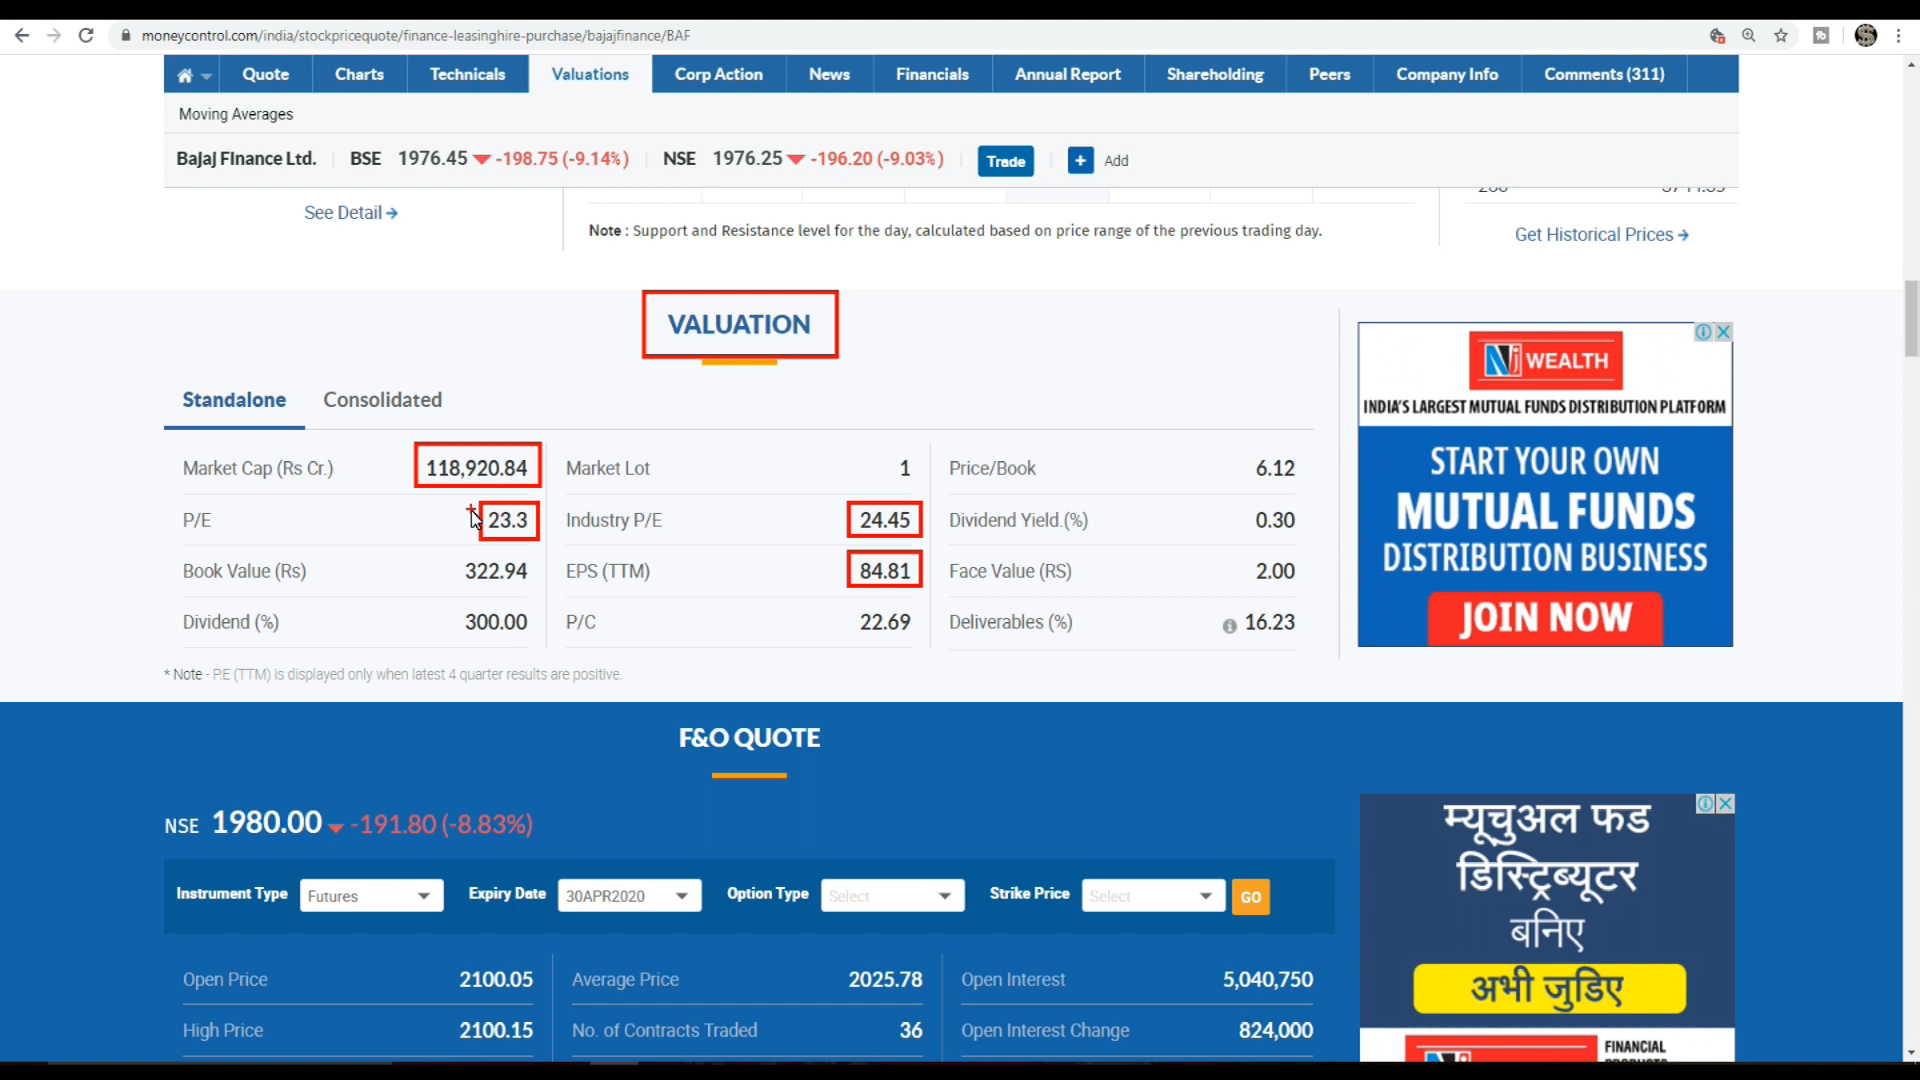 moneycontrol.com/india/stockpricequote/finance-leasinghire-purchase/bajajfinance/BAF
Quote Charts Technicals Valuations Corp Action News Financials Annual Report Shareholding Peers Company Info Comments (311)
Moving Averages
Bajaj Finance Ltd. BSE 1976.45 -198.75 (-9.14%) NSE 1976.25 -196.20 (-9.03%) Trade + Add
See Detail
Note : Support and Resistance level for the day, calculated based on price range of the previous trading day.
Get Historical Prices
VALUATION
Standalone Consolidated
Market Cap (Rs Cr.) 118,920.84 Market Lot 1 Price/Book 6.12
P/E 23.3 Industry P/E 24.45 Dividend Yield.(%) 0.30
Book Value (Rs) 322.94 EPS (TTM) 84.81 Face Value (RS) 2.00
Dividend (%) 300.00 P/C 22.69 Deliverables (%) 16.23
* Note - P.E (TTM) is displayed only when latest 4 quarter results are positive.
Nj WEALTH
INDIA'S LARGEST MUTUAL FUNDS DISTRIBUTION PLATFORM
START YOUR OWN
MUTUAL FUNDS
DISTRIBUTION BUSINESS
JOIN NOW
F&O QUOTE
NSE 1980.00 -191.80 (-8.83%)
Instrument Type Futures Expiry Date 30APR2020 Option Type Select Strike Price Select GO
Open Price 2100.05 Average Price 2025.78 Open Interest 5,040,750
High Price 2100.15 No. of Contracts Traded 36 Open Interest Change 824,000
म्यूचुअल फड
डिस्ट्रिब्यूटर
बनिए
अभी जुडिए
FINANCIAL